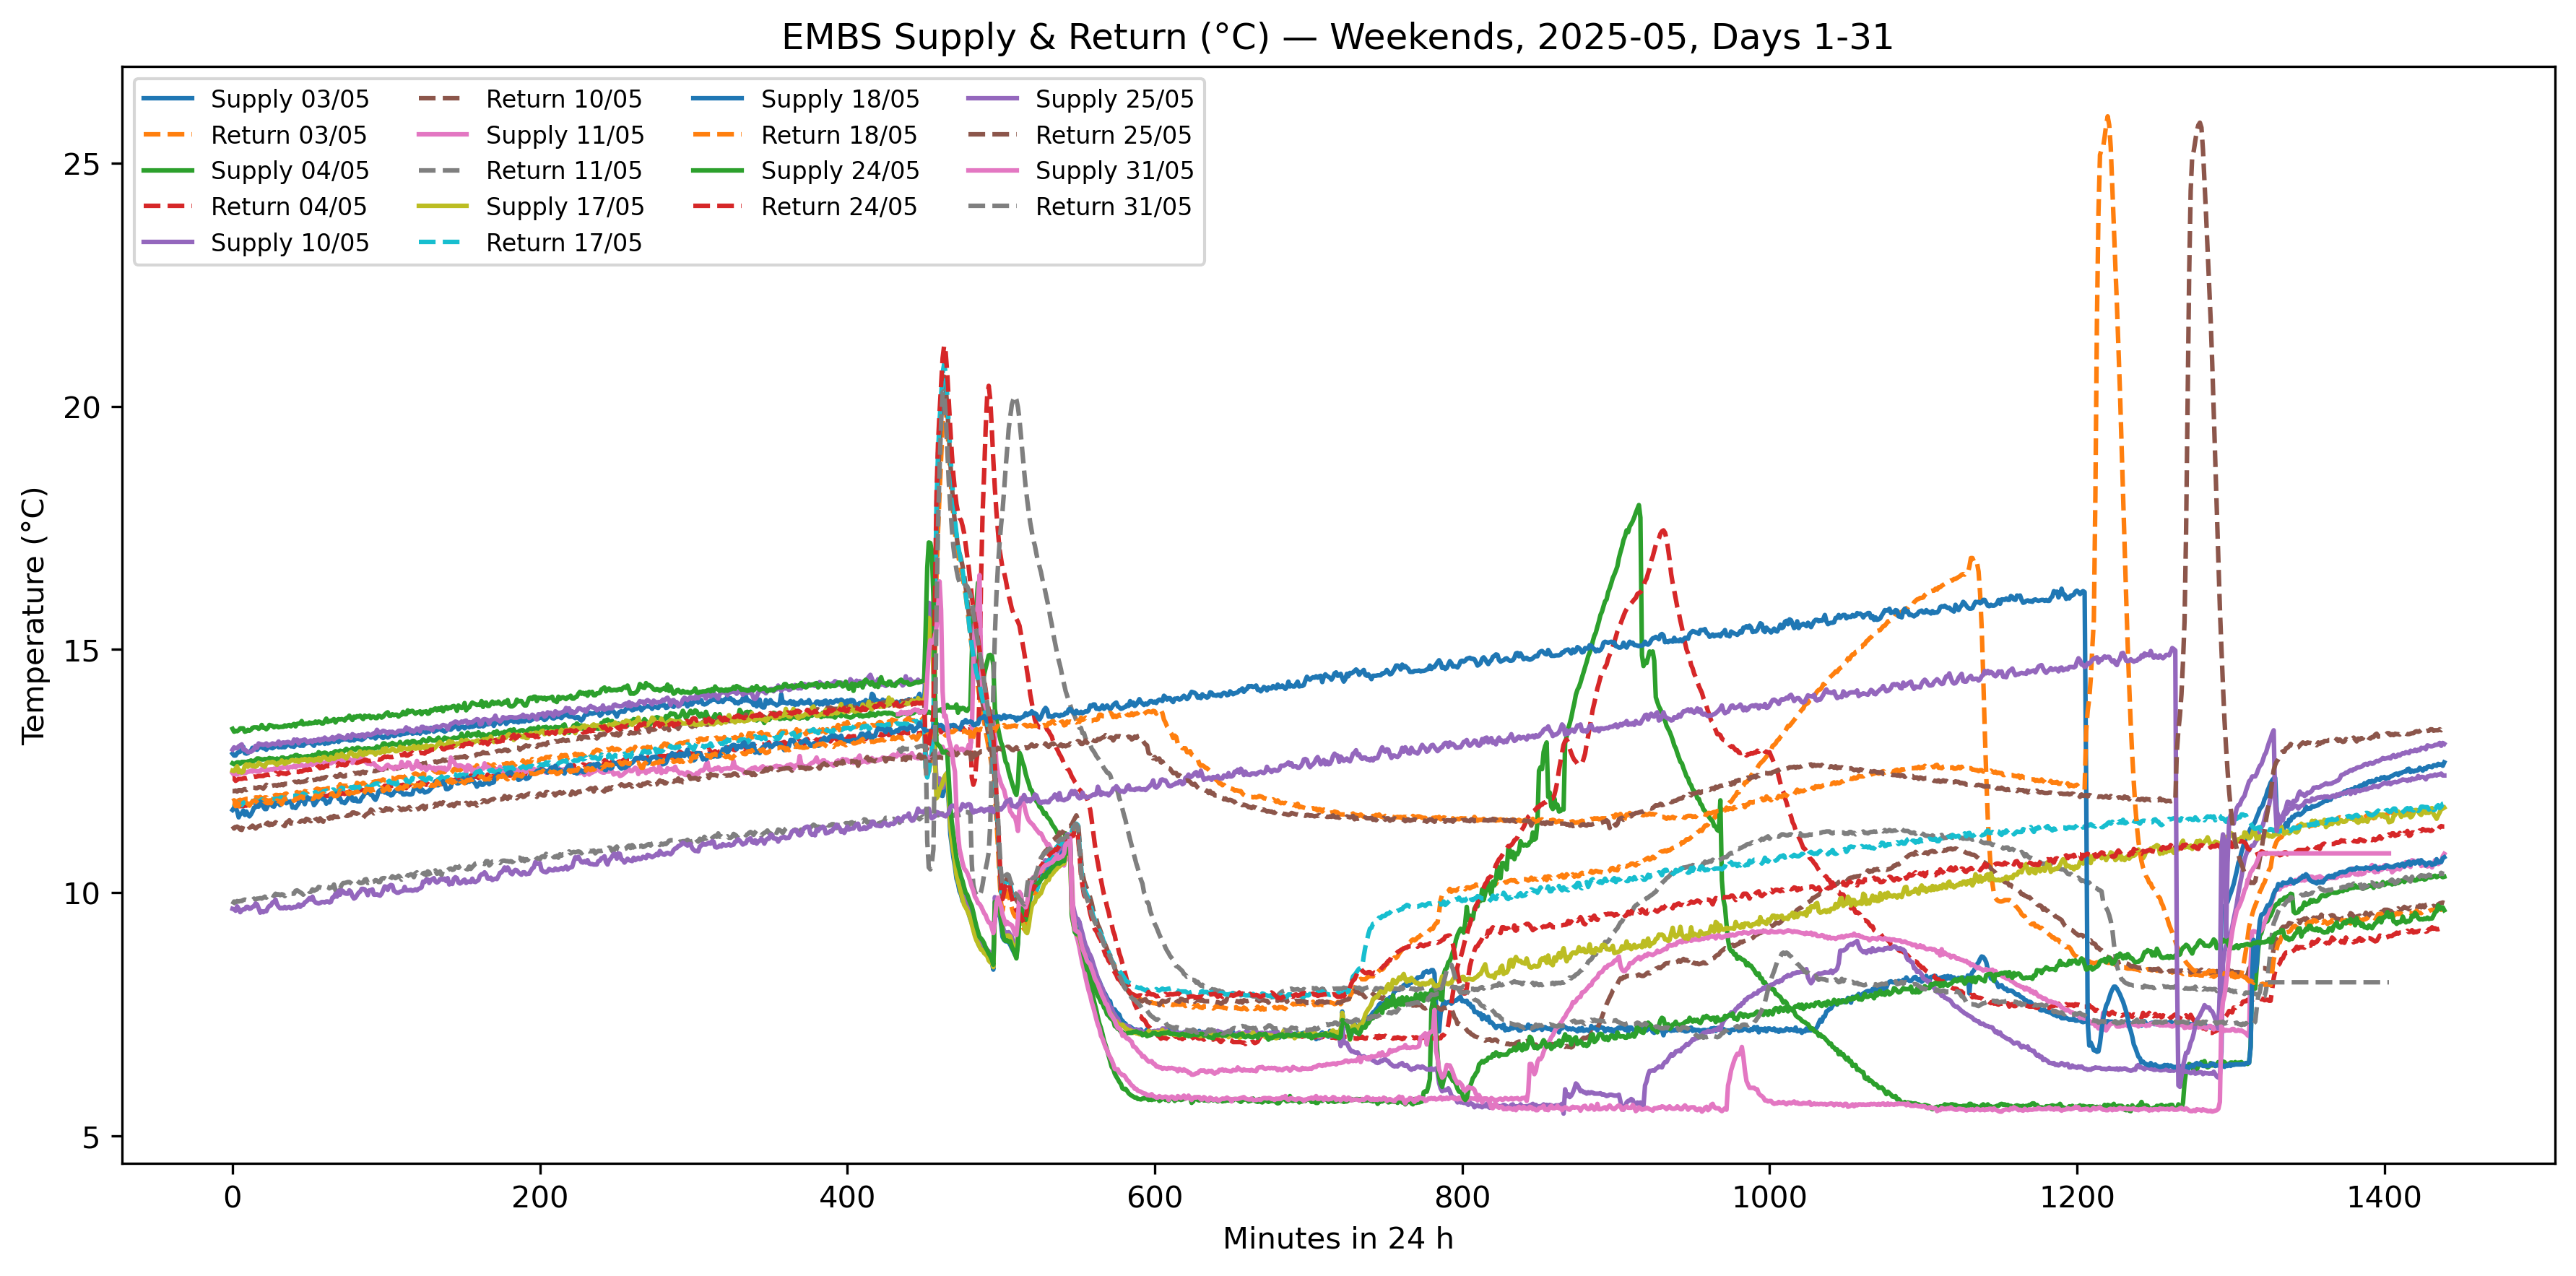 EMBS Supply & Return (°C) — Weekends, 2025-05, Days 1-31
Supply 03/05
Return 03/05
Supply 04/05
Return 04/05
Supply 10/05
Return 10/05
Supply 11/05
Return 11/05
Supply 17/05
Return 17/05
Supply 18/05
Return 18/05
Supply 24/05
Return 24/05
Supply 25/05
Return 25/05
Supply 31/05
Return 31/05
Temperature (°C)
25
20
15
10
5
0 200 400 600 800 1000 1200 1400
Minutes in 24 h